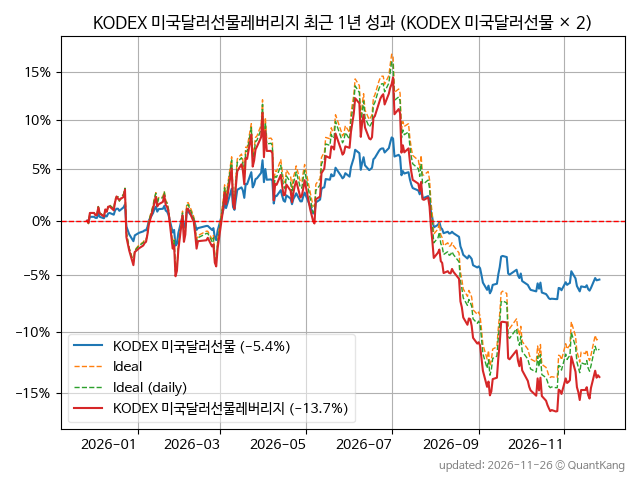 KODEX 미국달러선물레버리지 최근 1년 성과 (KODEX 미국달러선물 × 2)
15%
10%
5%
0%
−5%
−10%
−15%
KODEX 미국달러선물 (−5.4%)
Ideal
Ideal (daily)
KODEX 미국달러선물레버리지 (−13.7%)
2026-01 2026-03 2026-05 2026-07 2026-09 2026-11
updated: 2026-11-26 © QuantKang